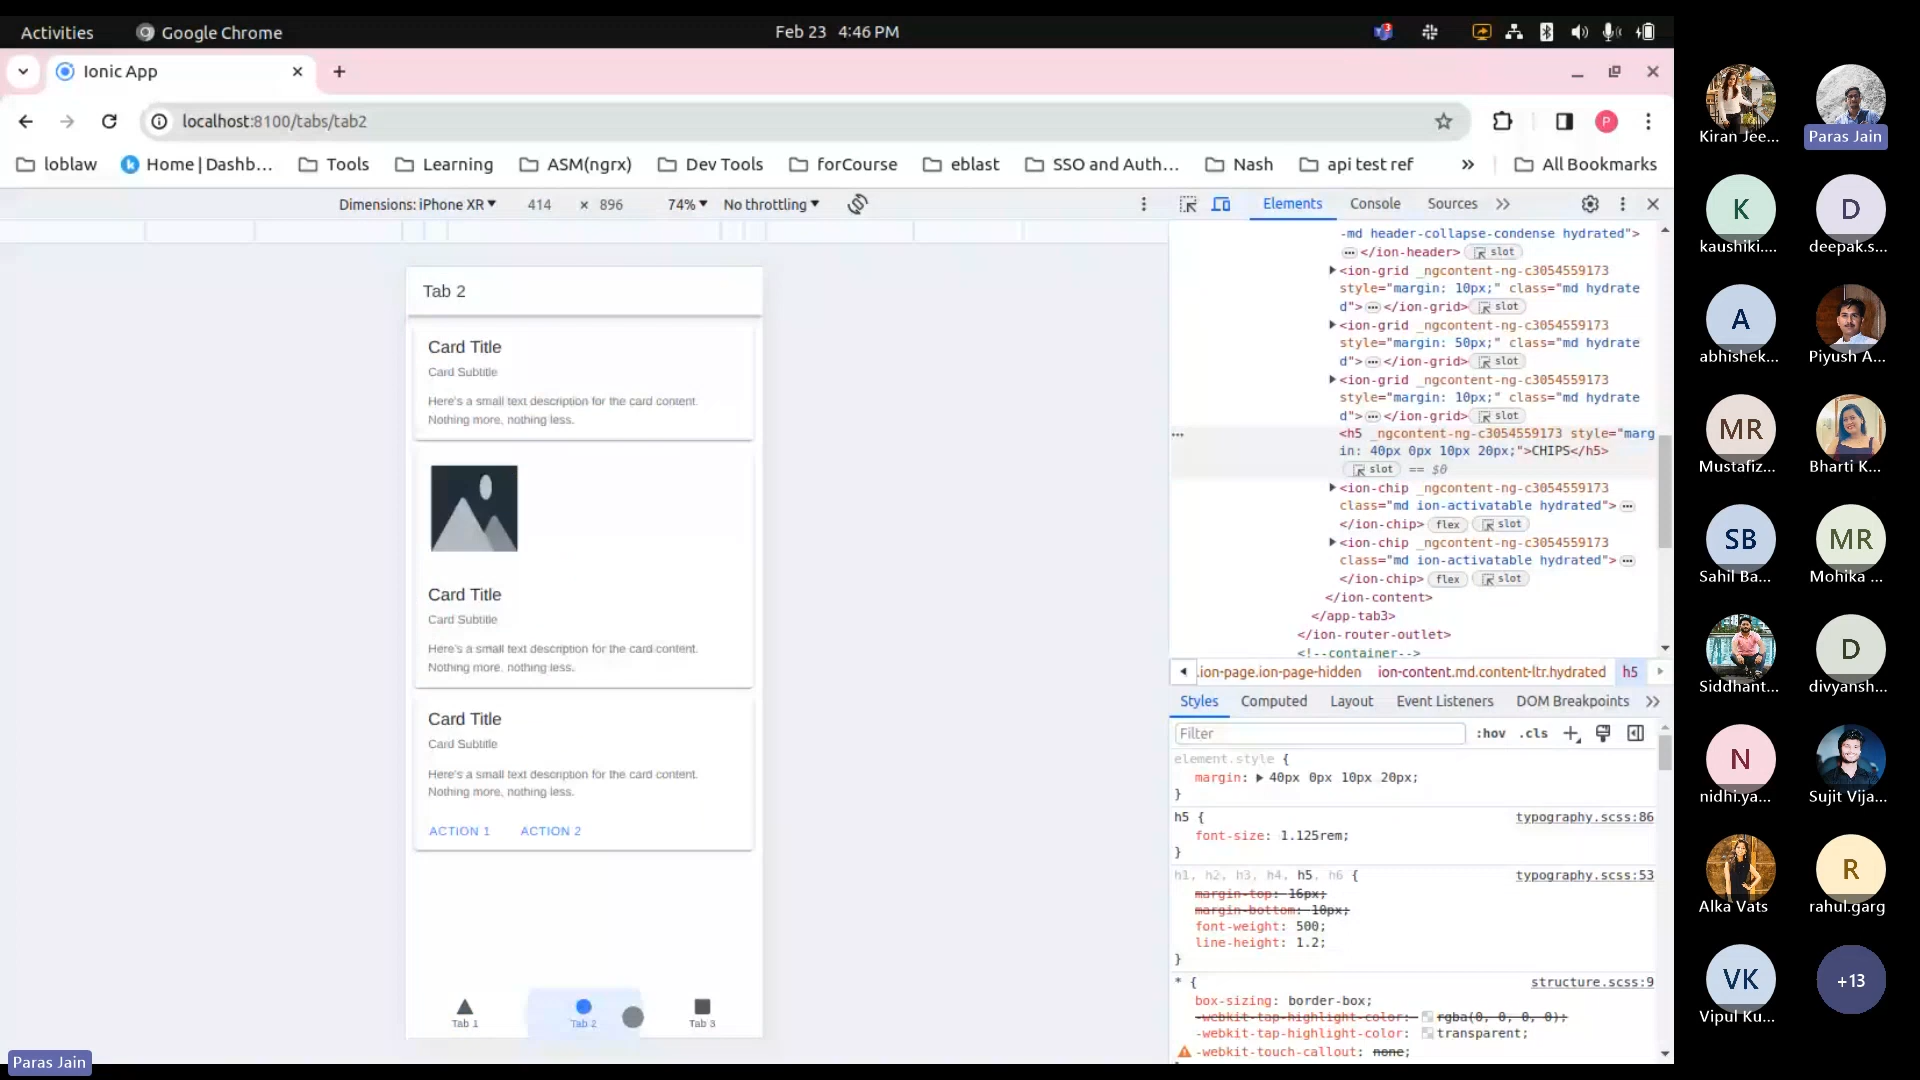 Activities
Google Chrome
Feb 23 4:46 PM
Ionic App
localhost:8100/tabs/tab2
loblaw
Home | Dashb...
Tools
Learning
ASM(ngrx)
Dev Tools
forCourse
eblast
SSO and Auth...
Nash
api test ref
»
All Bookmarks
Dimensions: iPhone XR
414 × 896
74%
No throttling
Elements
Console
Sources
Tab 2
Card Title
Card Subtitle
Here's a small text description for the card content.
Nothing more, nothing less.
Card Title
Card Subtitle
Here's a small text description for the card content.
Nothing more, nothing less.
Card Title
Card Subtitle
Here's a small text description for the card content.
Nothing more, nothing less.
ACTION 1 ACTION 2
Tab 1
Tab 2
Tab 3
-md header-collapse-condense hydrated">
</ion-header> slot
<ion-grid _ngcontent-ng-c3054559173
style="margin: 10px;" class="md hydrate
d"> </ion-grid> slot
<ion-grid _ngcontent-ng-c3054559173
style="margin: 50px;" class="md hydrate
d"> </ion-grid> slot
<ion-grid _ngcontent-ng-c3054559173
style="margin: 10px;" class="md hydrate
d"> </ion-grid> slot
<h5 _ngcontent-ng-c3054559173 style="marg
in: 40px 0px 10px 20px;">CHIPS</h5>
slot == $0
<ion-chip _ngcontent-ng-c3054559173
class="md ion-activatable hydrated">
</ion-chip> flex slot
<ion-chip _ngcontent-ng-c3054559173
class="md ion-activatable hydrated">
</ion-chip> flex slot
</ion-content>
</app-tab3>
</ion-router-outlet>
<!--container-->
.ion-page.ion-page-hidden ion-content.md.content-ltr.hydrated h5
Styles Computed Layout Event Listeners DOM Breakpoints
Filter
:hov .cls
element.style {
margin: 40px 0px 10px 20px;
}
h5 { typography.scss:86
font-size: 1.125rem;
}
h1, h2, h3, h4, h5, h6 { typography.scss:53
margin-top: 16px;
margin-bottom: 10px;
font-weight: 500;
line-height: 1.2;
}
* { structure.scss:9
box-sizing: border-box;
-webkit-tap-highlight-color: rgba(0, 0, 0, 0);
-webkit-tap-highlight-color: transparent;
-webkit-touch-callout: none;
Kiran Jee...
Paras Jain
K
kaushiki....
D
deepak.s...
A
abhishek...
Piyush A...
MR
Mustafiz...
Bharti K...
SB
Sahil Ba...
MR
Mohika ...
Siddhant...
D
divyansh...
N
nidhi.ya...
Sujit Vija...
Alka Vats
R
rahul.garg
VK
Vipul Ku...
+13
P
Paras Jain